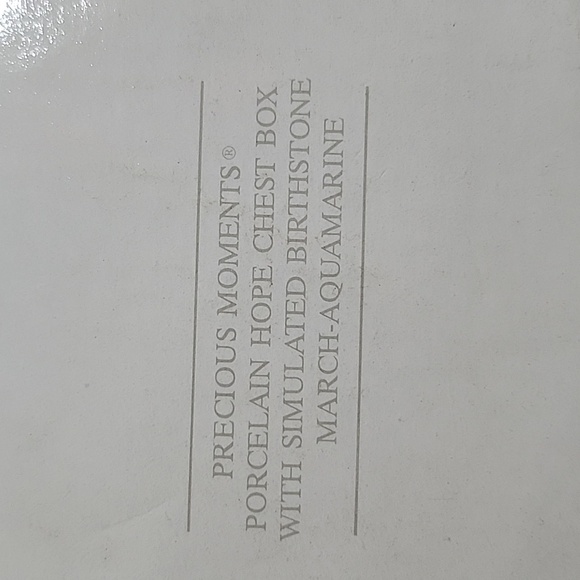 PRECIOUS MOMENTS®
PORCELAIN HOPE CHEST BOX
WITH SIMULATED BIRTHSTONE
MARCH-AQUAMARINE